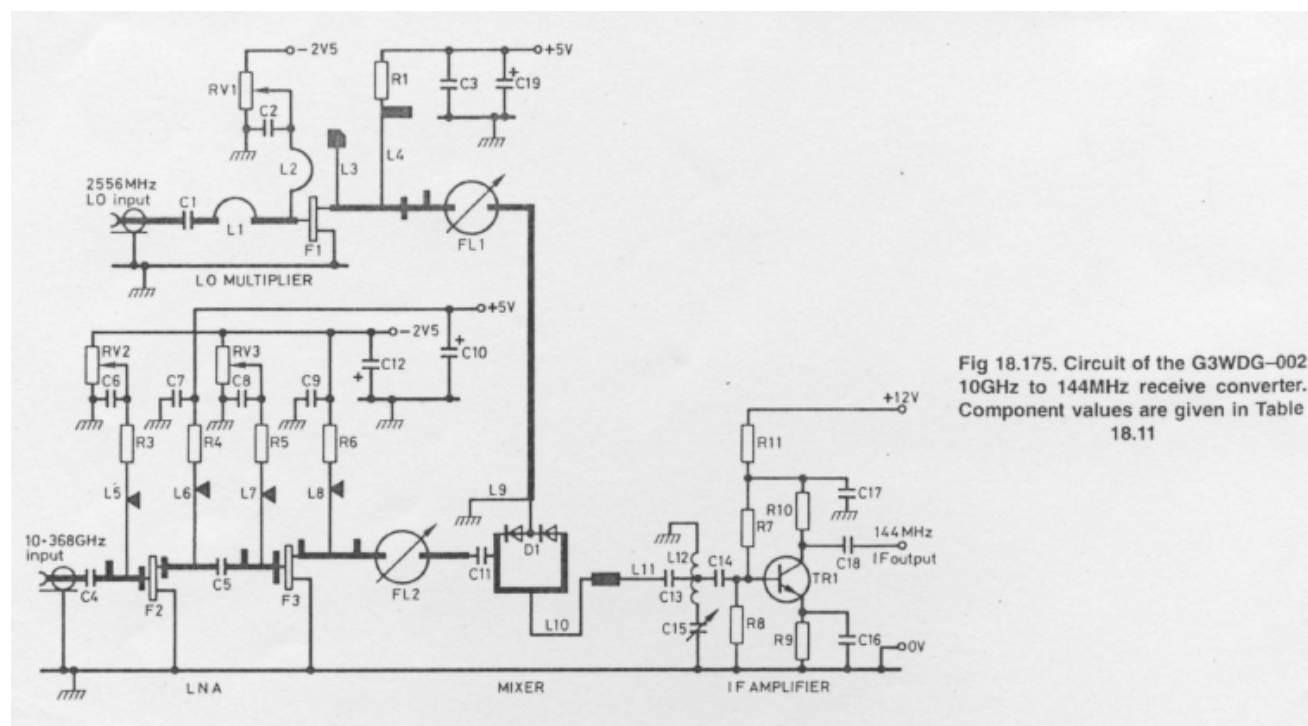 -2V5
+5V
RV1
C2
R1
C3
+
C19
L2
L3
L4
2556MHz
LO input
C1
L1
F1
FL1
LO MULTIPLIER
+5V
-2V5
RV2
C6
C7
RV3
C8
C9
+
C12
+
C10
R3
R4
R5
R6
L5
L6
L7
L8
L9
10·368GHz
input
C4
F2
C5
F3
FL2
C11
D1
L10
L11
L12
C13
C14
C15
R8
+12V
R11
R7
R10
C17
144MHz
IF output
C18
TR1
R9
C16
0V
LNA
MIXER
IF AMPLIFIER
Fig 18.175. Circuit of the G3WDG–002
10GHz to 144MHz receive converter.
Component values are given in Table
18.11